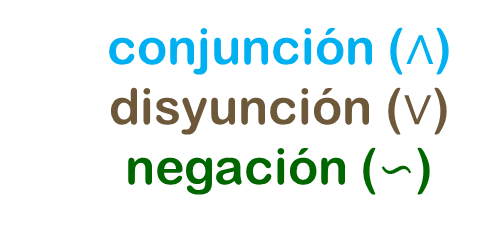 conjunción (∧)
disyunción (∨)
negación (∽)